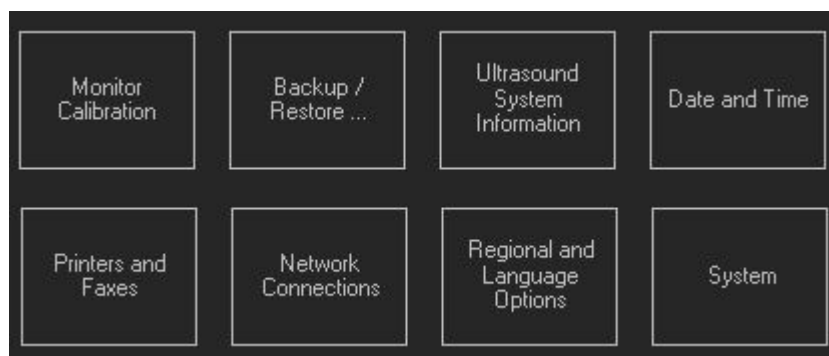 Monitor
Calibration
Backup /
Restore ...
Ultrasound
System
Information
Date and Time
Printers and
Faxes
Network
Connections
Regional and
Language
Options
System